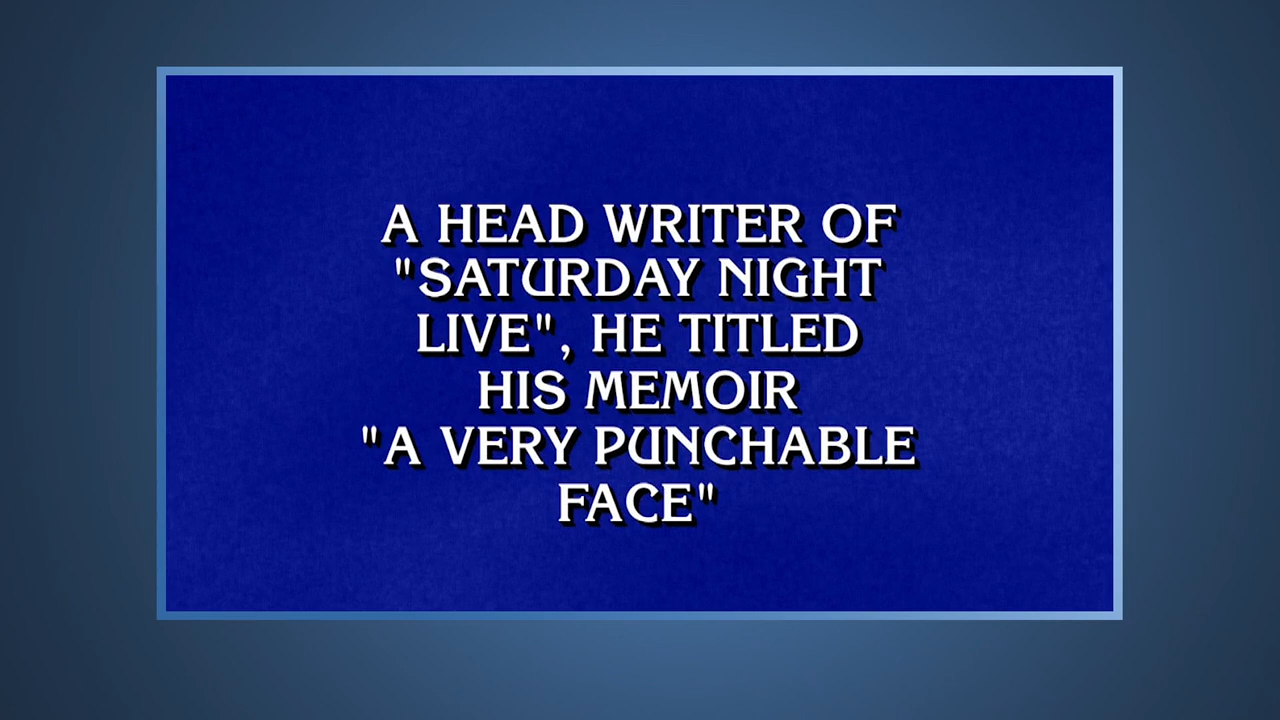 A HEAD WRITER OF
"SATURDAY NIGHT
LIVE", HE TITLED
HIS MEMOIR
"A VERY PUNCHABLE
FACE"